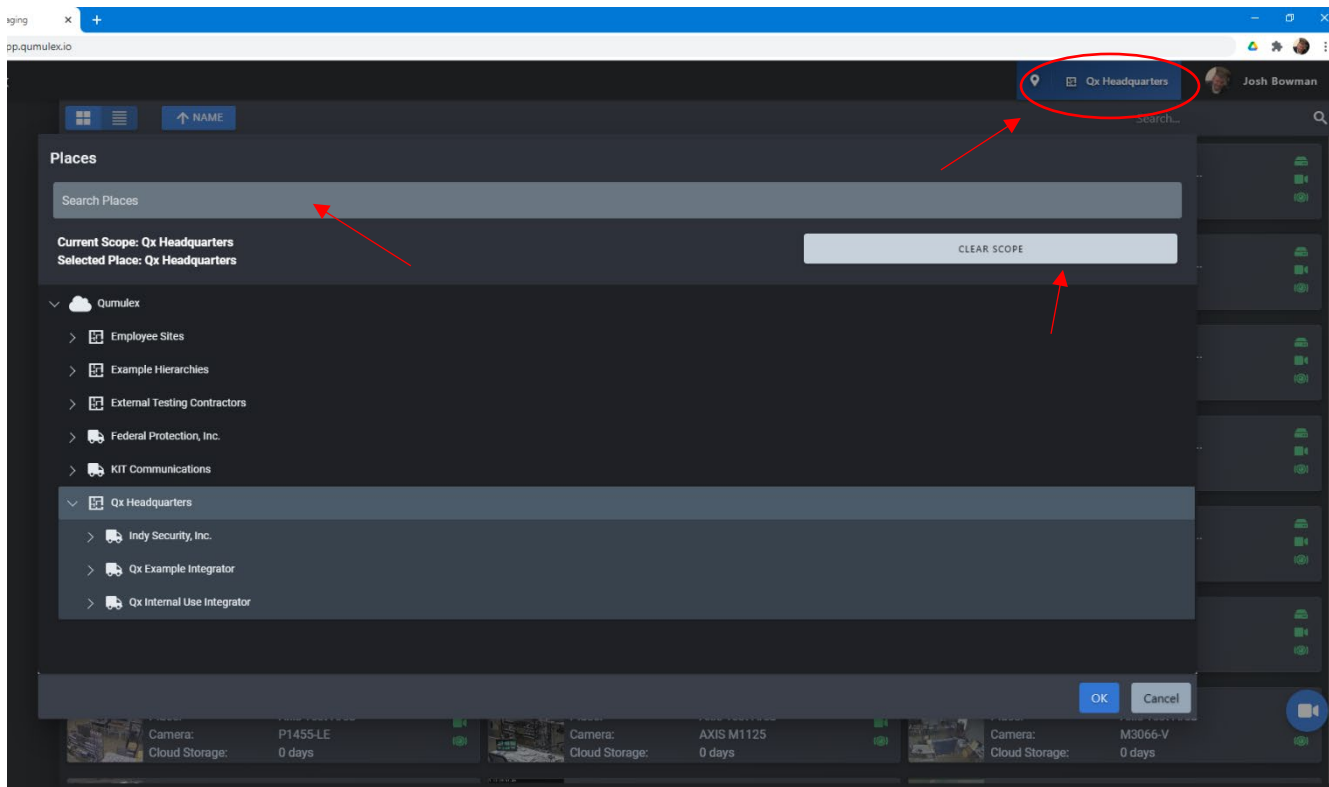 aging
pp.qumulex.io
Qx Headquarters
Josh Bowman
NAME
Search...
Places
Search Places
Current Scope: Qx Headquarters
Selected Place: Qx Headquarters
CLEAR SCOPE
Qumulex
Employee Sites
Example Hierarchies
External Testing Contractors
Federal Protection, Inc.
KIT Communications
Qx Headquarters
Indy Security, Inc.
Qx Example Integrator
Qx Internal Use Integrator
OK
Cancel
Camera: P1455-LE
Cloud Storage: 0 days
Camera: AXIS M1125
Cloud Storage: 0 days
Camera: M3066-V
Cloud Storage: 0 days